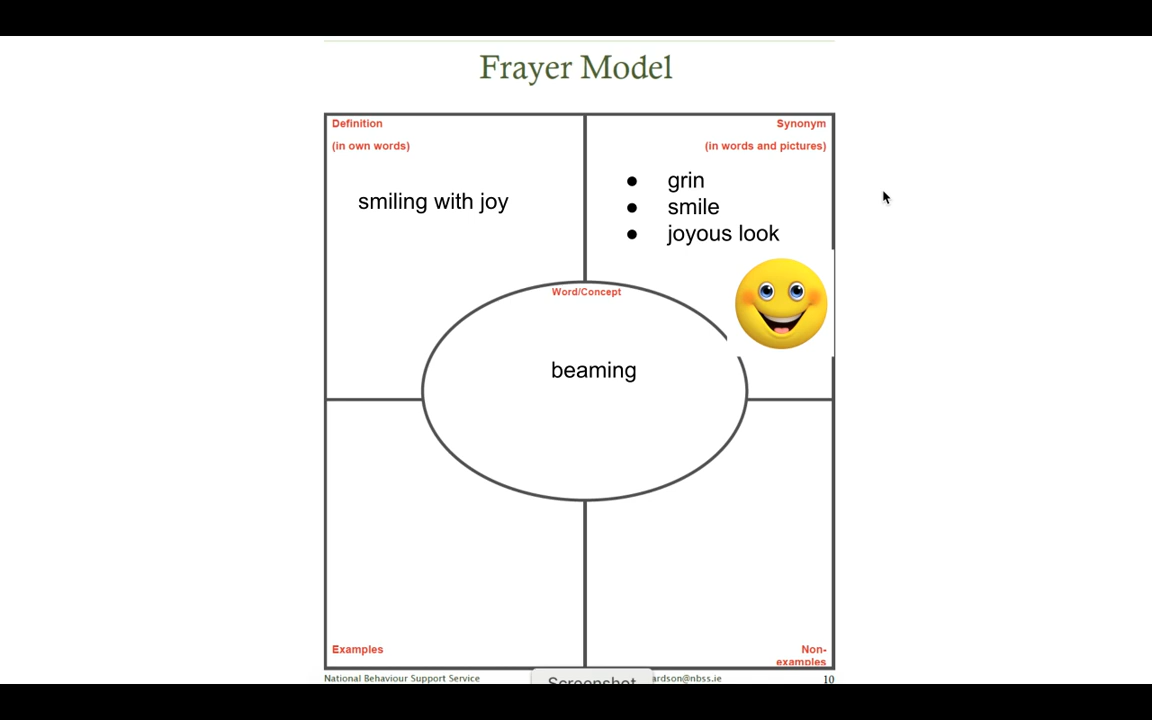 Frayer Model
Definition
(in own words)
smiling with joy
Synonym
(in words and pictures)
● grin
● smile
● joyous look
Word/Concept
beaming
Examples
Non-
examples
National Behaviour Support Service
Screenshot
ardson@nbss.ie
10